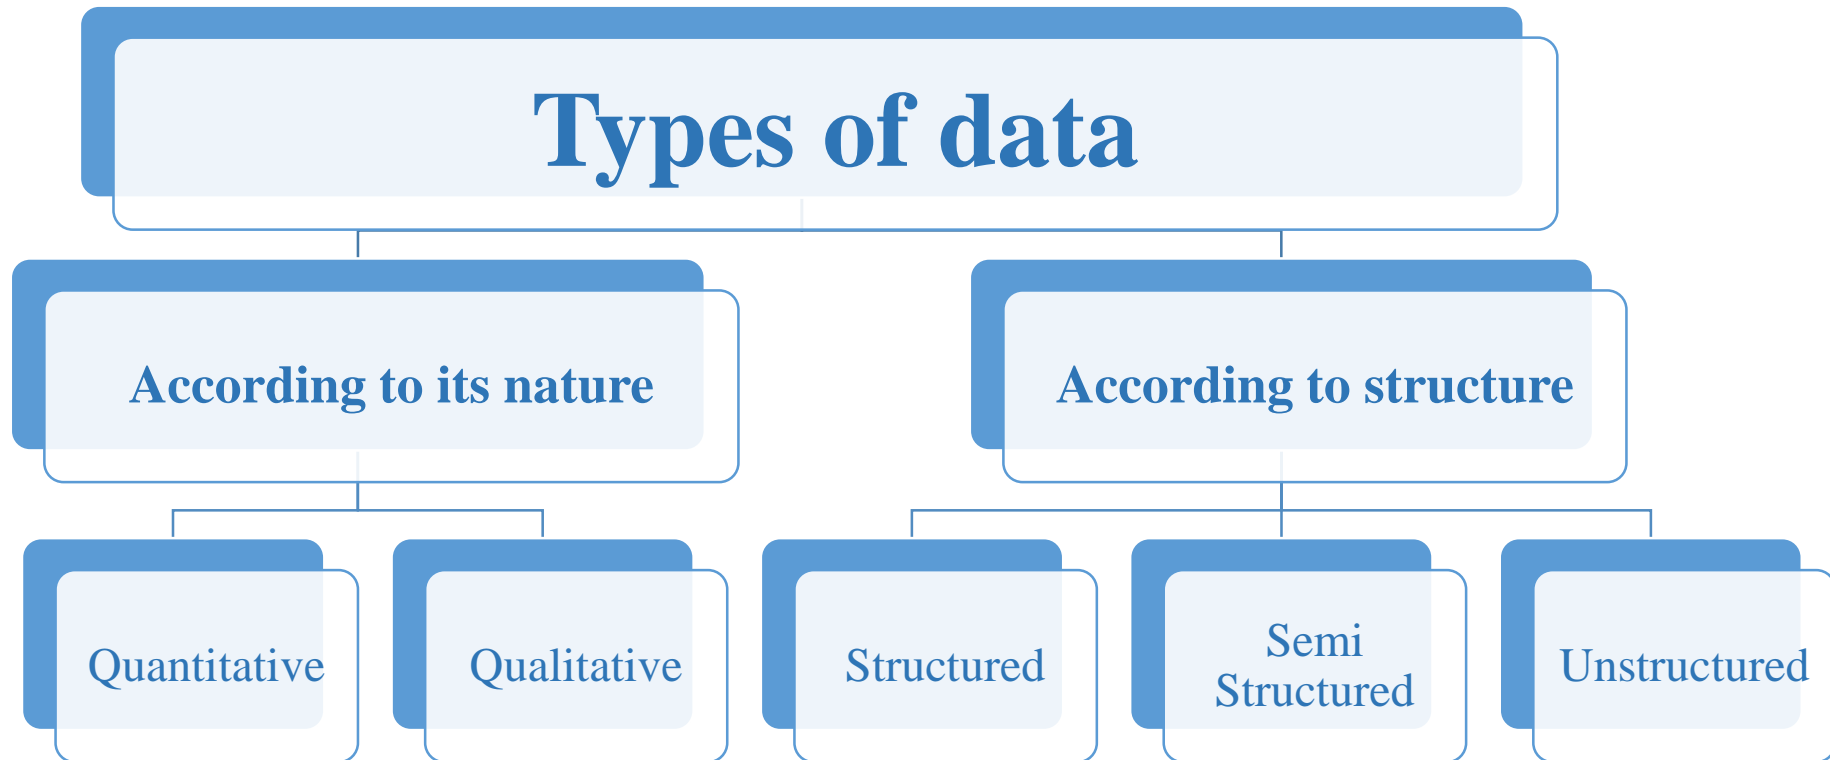 Types of data
According to its nature
According to structure
Quantitative
Qualitative
Structured
Semi
Structured
Unstructured